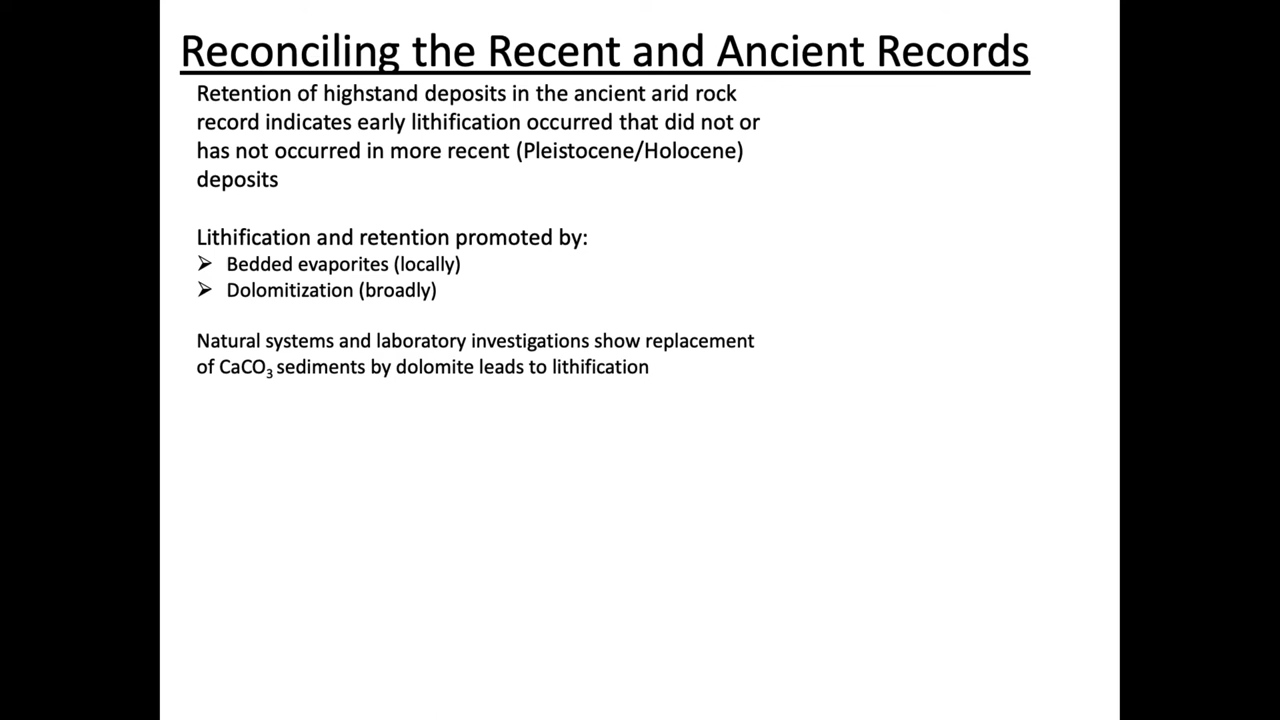 Reconciling the Recent and Ancient Records
Retention of highstand deposits in the ancient arid rock
record indicates early lithification occurred that did not or
has not occurred in more recent (Pleistocene/Holocene)
deposits
Lithification and retention promoted by:
➢ Bedded evaporites (locally)
➢ Dolomitization (broadly)
Natural systems and laboratory investigations show replacement
of CaCO₃ sediments by dolomite leads to lithification